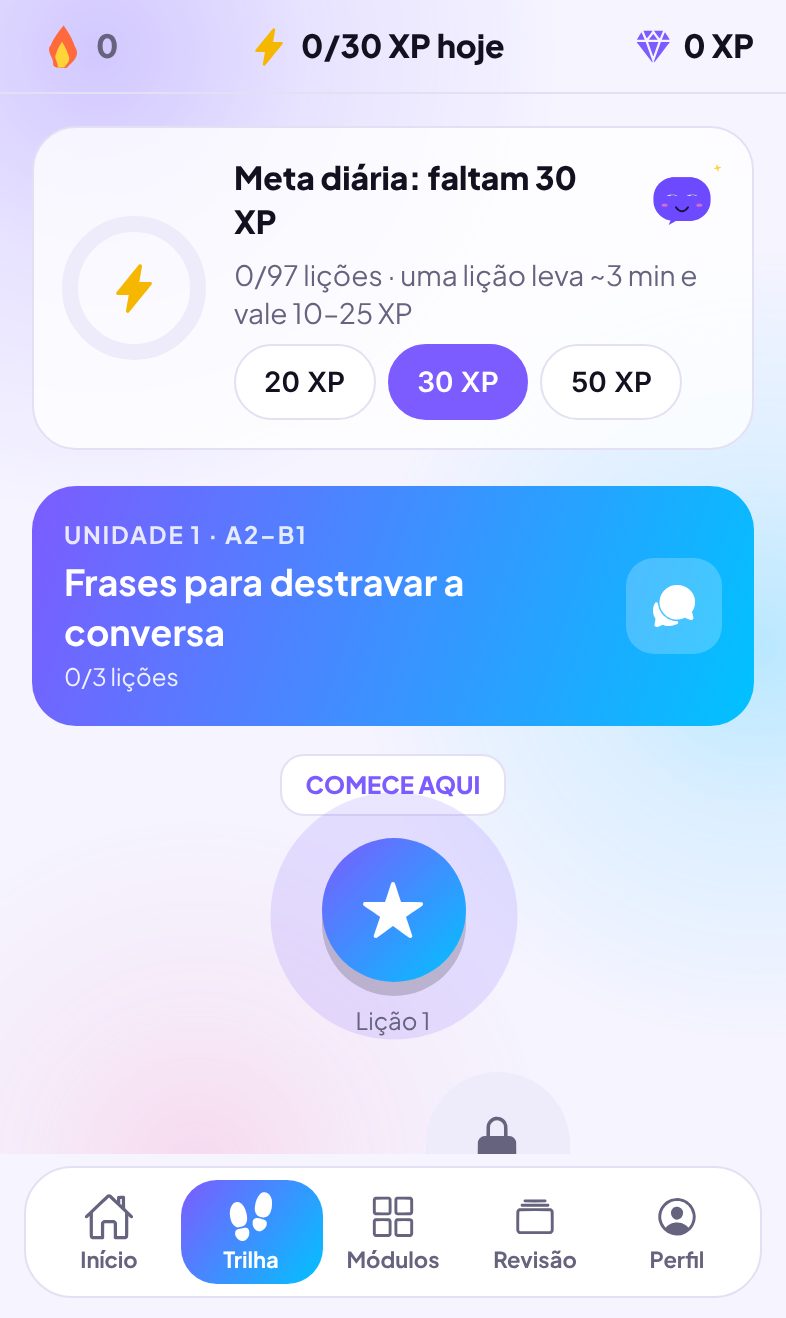 0
0/30 XP hoje
0 XP
Meta diária: faltam 30
XP
0/97 lições · uma lição leva ~3 min e
vale 10–25 XP
20 XP
30 XP
50 XP
UNIDADE 1 · A2–B1
Frases para destravar a
conversa
0/3 lições
COMECE AQUI
Lição 1
Início
Trilha
Módulos
Revisão
Perfil